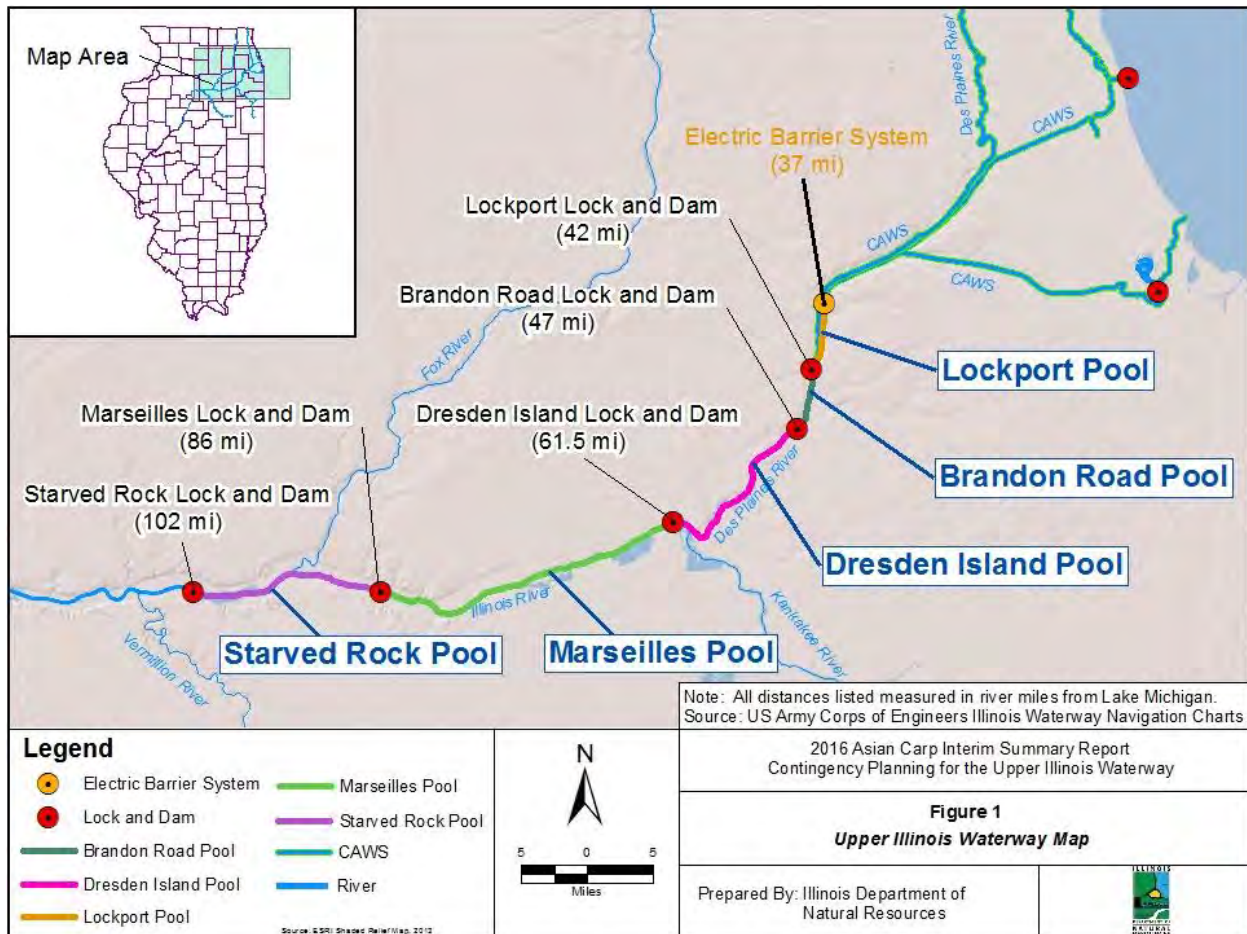 Map Area
Des Plaines River
CAWS
Electric Barrier System
(37 mi)
Lockport Lock and Dam
(42 mi)
CAWS
CAWS
Brandon Road Lock and Dam
(47 mi)
Fox River
Lockport Pool
Marseilles Lock and Dam
(86 mi)
Dresden Island Lock and Dam
(61.5 mi)
Brandon Road Pool
Starved Rock Lock and Dam
(102 mi)
Des Plaines River
Dresden Island Pool
Illinois River
Kankakee River
Starved Rock Pool
Marseilles Pool
Vermillion River
Note: All distances listed measured in river miles from Lake Michigan.
Source: US Army Corps of Engineers Illinois Waterway Navigation Charts
Legend
Electric Barrier System
Lock and Dam
Brandon Road Pool
Dresden Island Pool
Lockport Pool
Marseilles Pool
Starved Rock Pool
CAWS
River
Source: ESRI Shaded Relief Map, 2013
N
5 0 5
Miles
2016 Asian Carp Interim Summary Report
Contingency Planning for the Upper Illinois Waterway
Figure 1
Upper Illinois Waterway Map
Prepared By: Illinois Department of
Natural Resources
ILLINOIS
NATURAL